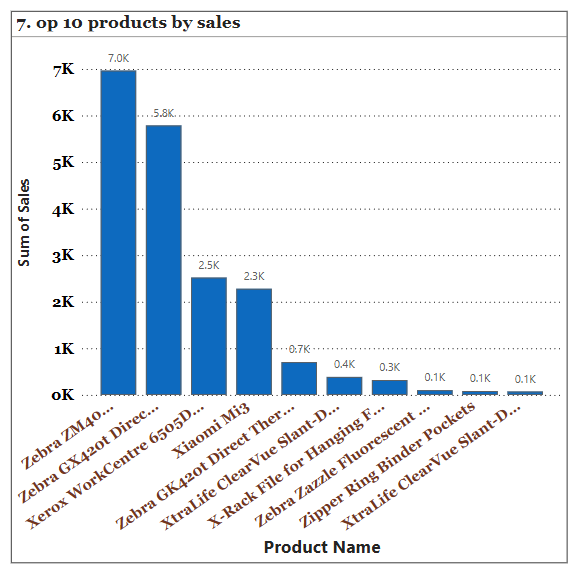 7. op 10 products by sales
7.0K
7K
6K
5.8K
5K
4K
3K
2.5K
2.3K
2K
1K
0.7K
0.4K
0.3K
0.1K
0.1K
0.1K
0K
Sum of Sales
Zebra ZM40...
Zebra GX420t Direc...
Xerox WorkCentre 6505D...
Xiaomi Mi3
Zebra GK420t Direct Ther...
XtraLife ClearVue Slant-D...
X-Rack File for Hanging F...
Zebra Zazzle Fluorescent ...
Zipper Ring Binder Pockets
XtraLife ClearVue Slant-D...
Product Name